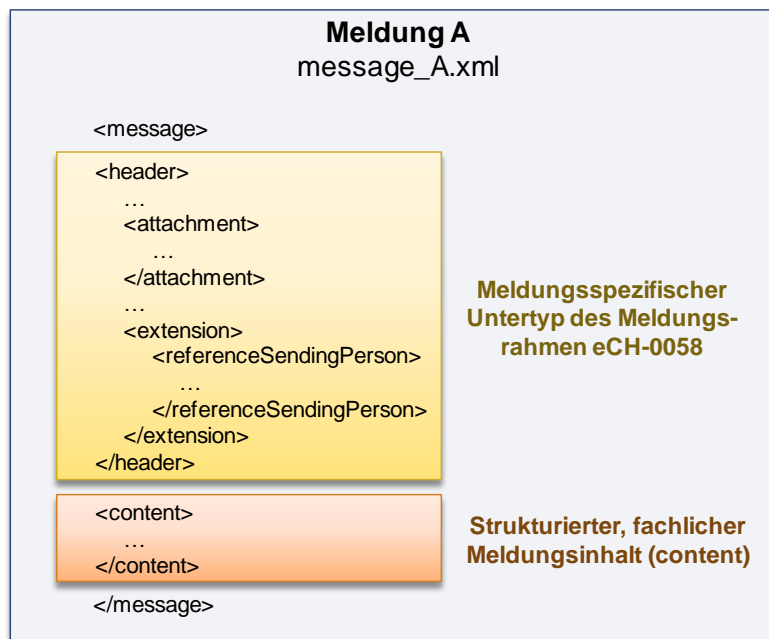 Meldung A
message_A.xml
<message>
<header>
…
<attachment>
…
</attachment>
…
<extension>
<referenceSendingPerson>
…
</referenceSendingPerson>
</extension>
</header>
Meldungsspezifischer
Untertyp des Meldungs-
rahmen eCH-0058
<content>
…
</content>
Strukturierter, fachlicher
Meldungsinhalt (content)
</message>